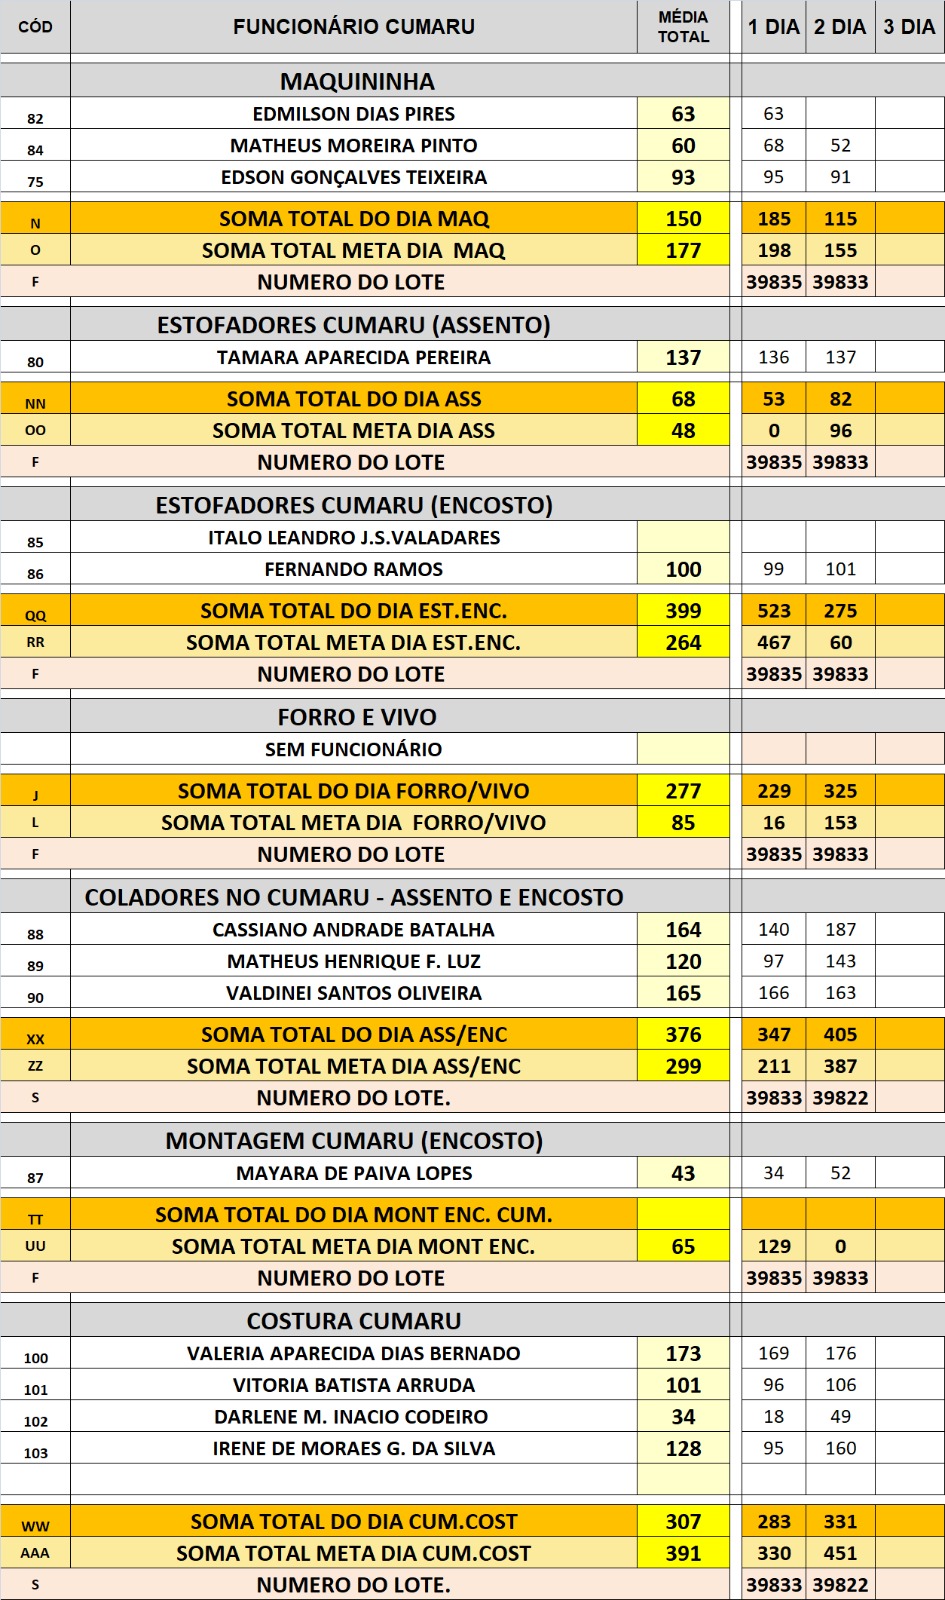 CÓD FUNCIONÁRIO CUMARU MÉDIA TOTAL 1 DIA 2 DIA 3 DIA
MAQUININHA
82 EDMILSON DIAS PIRES 63 63
84 MATHEUS MOREIRA PINTO 60 68 52
75 EDSON GONÇALVES TEIXEIRA 93 95 91
N SOMA TOTAL DO DIA MAQ 150 185 115
O SOMA TOTAL META DIA MAQ 177 198 155
F NUMERO DO LOTE 39835 39833
ESTOFADORES CUMARU (ASSENTO)
80 TAMARA APARECIDA PEREIRA 137 136 137
NN SOMA TOTAL DO DIA ASS 68 53 82
OO SOMA TOTAL META DIA ASS 48 0 96
F NUMERO DO LOTE 39835 39833
ESTOFADORES CUMARU (ENCOSTO)
85 ITALO LEANDRO J.S.VALADARES
86 FERNANDO RAMOS 100 99 101
QQ SOMA TOTAL DO DIA EST.ENC. 399 523 275
RR SOMA TOTAL META DIA EST.ENC. 264 467 60
F NUMERO DO LOTE 39835 39833
FORRO E VIVO
SEM FUNCIONÁRIO
J SOMA TOTAL DO DIA FORRO/VIVO 277 229 325
L SOMA TOTAL META DIA FORRO/VIVO 85 16 153
F NUMERO DO LOTE 39835 39833
COLADORES NO CUMARU - ASSENTO E ENCOSTO
88 CASSIANO ANDRADE BATALHA 164 140 187
89 MATHEUS HENRIQUE F. LUZ 120 97 143
90 VALDINEI SANTOS OLIVEIRA 165 166 163
XX SOMA TOTAL DO DIA ASS/ENC 376 347 405
ZZ SOMA TOTAL META DIA ASS/ENC 299 211 387
S NUMERO DO LOTE. 39833 39822
MONTAGEM CUMARU (ENCOSTO)
87 MAYARA DE PAIVA LOPES 43 34 52
TT SOMA TOTAL DO DIA MONT ENC. CUM.
UU SOMA TOTAL META DIA MONT ENC. 65 129 0
F NUMERO DO LOTE 39835 39833
COSTURA CUMARU
100 VALERIA APARECIDA DIAS BERNADO 173 169 176
101 VITORIA BATISTA ARRUDA 101 96 106
102 DARLENE M. INACIO CODEIRO 34 18 49
103 IRENE DE MORAES G. DA SILVA 128 95 160
WW SOMA TOTAL DO DIA CUM.COST 307 283 331
AAA SOMA TOTAL META DIA CUM.COST 391 330 451
S NUMERO DO LOTE. 39833 39822